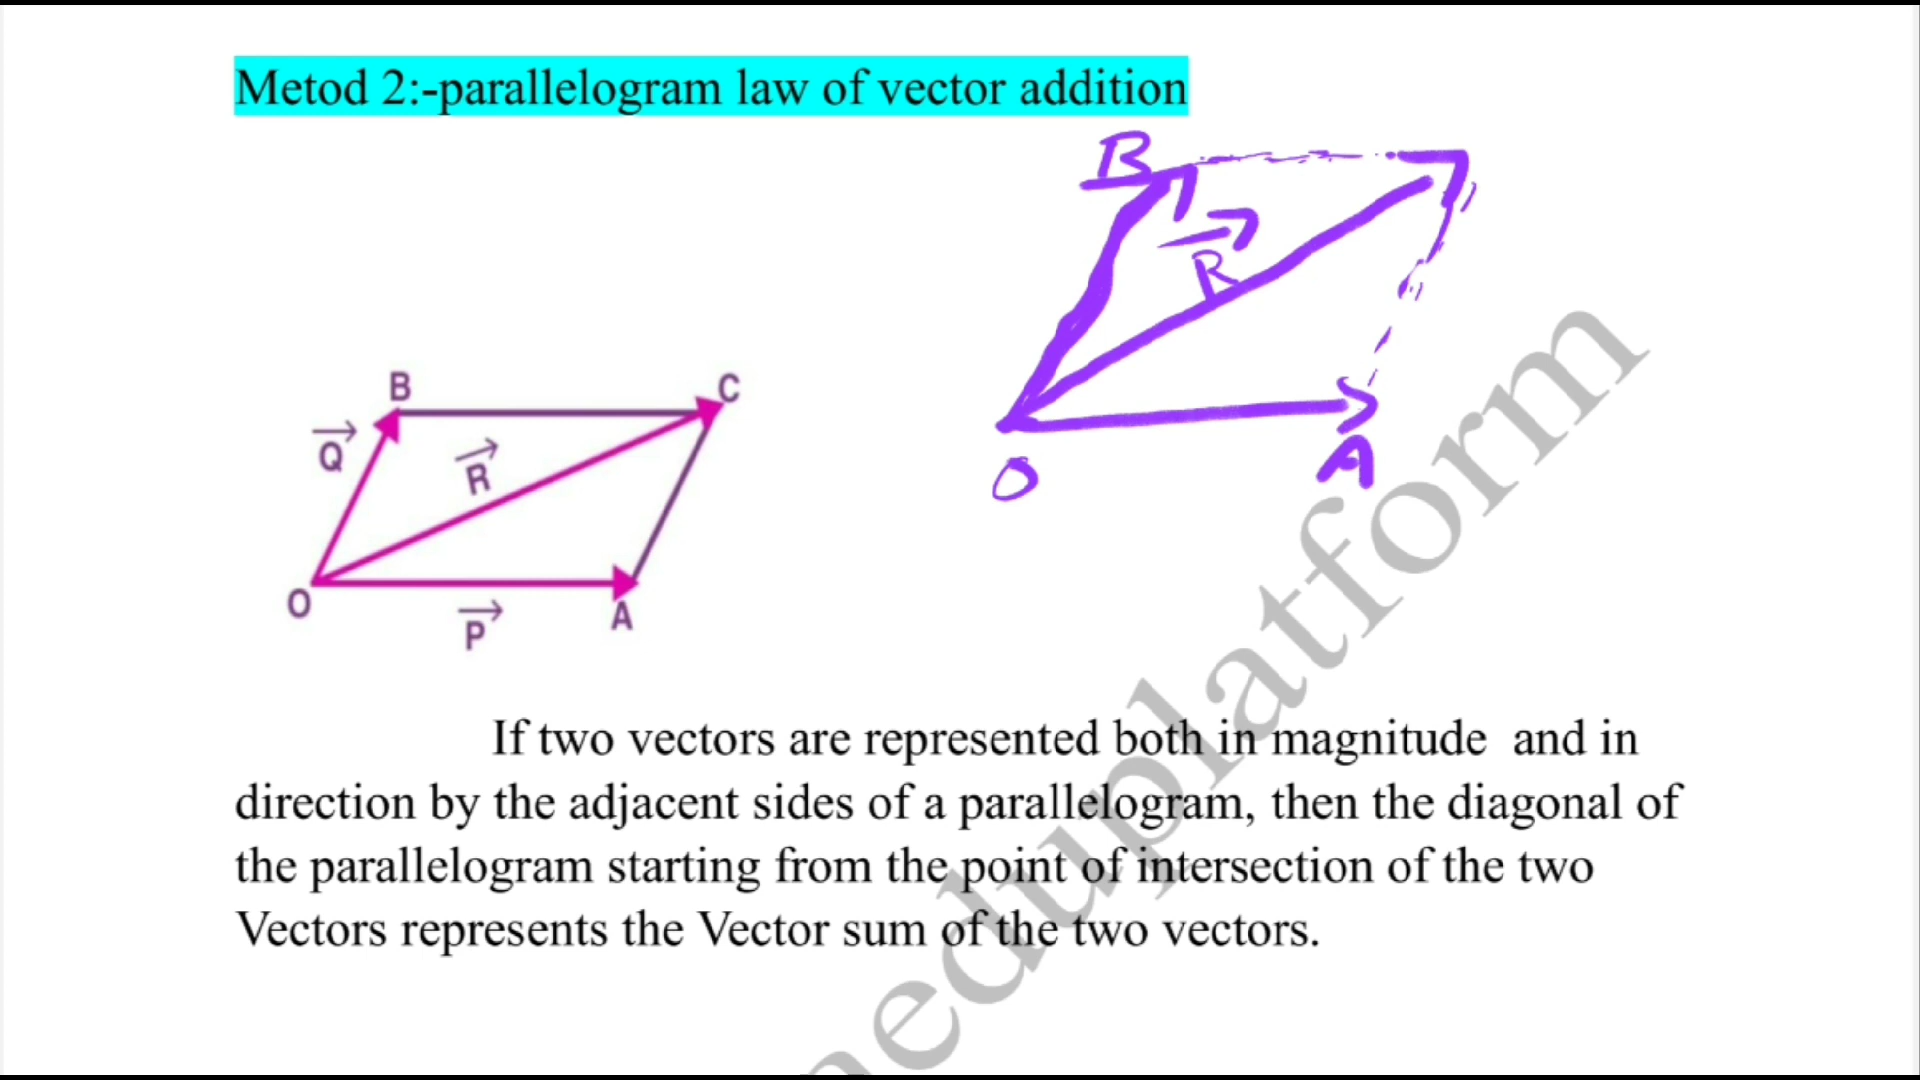 Metod 2:-parallelogram law of vector addition
B
R
O
A
B
C
Q
R
O
P
A
If two vectors are represented both in magnitude and in
direction by the adjacent sides of a parallelogram, then the diagonal of
the parallelogram starting from the point of intersection of the two
Vectors represents the Vector sum of the two vectors.
eduplatform